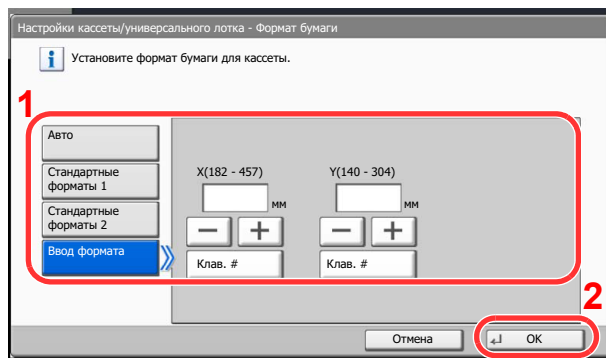 Настройки кассеты/универсального лотка - Формат бумаги
Установите формат бумаги для кассеты.
1
Авто
Стандартные
форматы 1
Стандартные
форматы 2
Ввод формата
X(182 - 457)
Y(140 - 304)
мм
мм
Клав. #
Клав. #
2
Отмена
OK